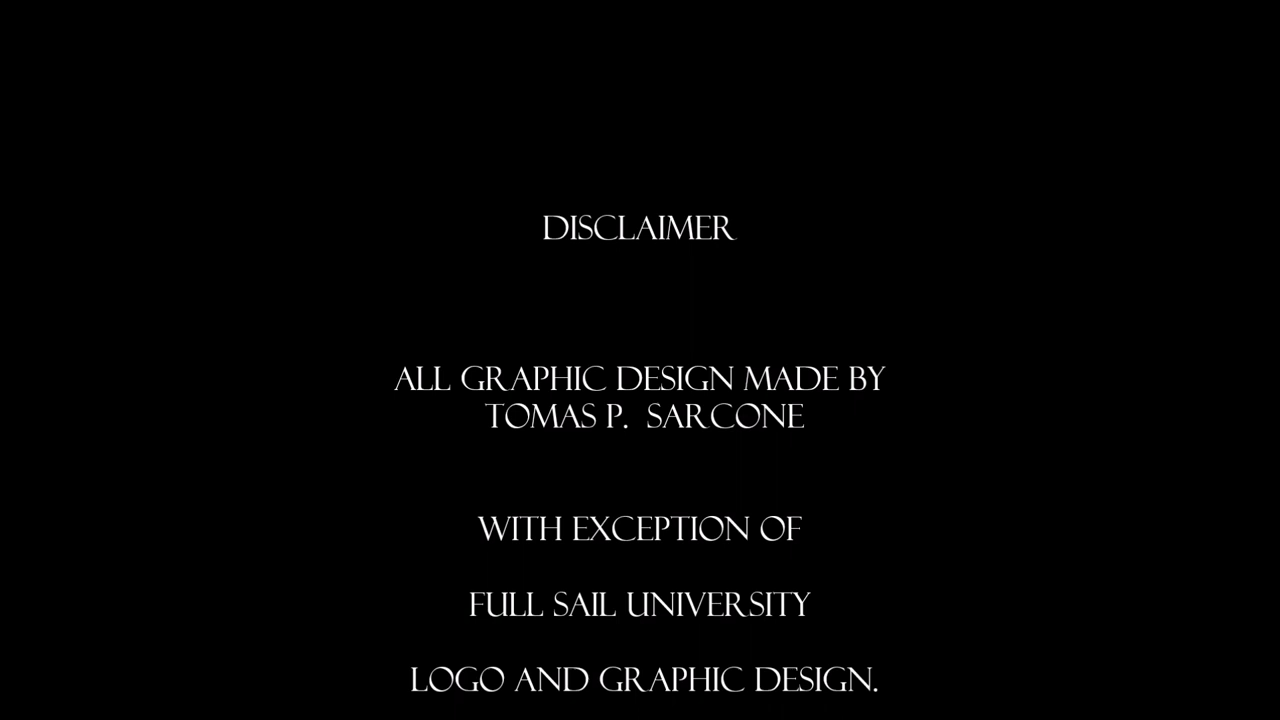 DISCLAIMER
ALL GRAPHIC DESIGN MADE BY
TOMAS P. SARCONE
WITH EXCEPTION OF
FULL SAIL UNIVERSITY
LOGO AND GRAPHIC DESIGN.